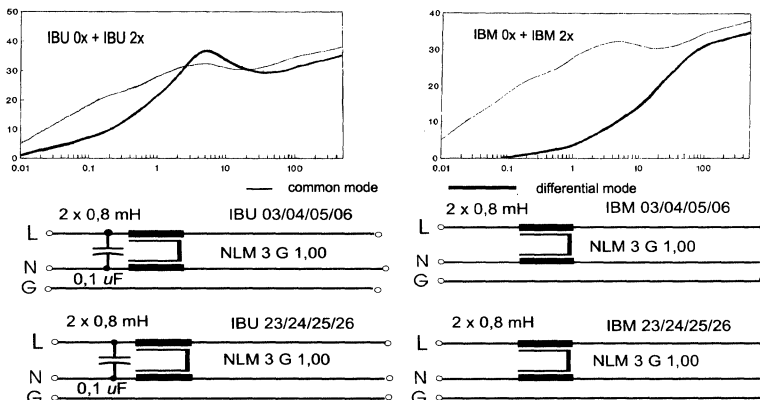 50
IBU 0x + IBU 2x
40
30
20
10
0
0.01 0.1 1 10 100
common mode
40
IBM 0x + IBM 2x
30
20
10
0
0.01 0.1 1 10 100
differential mode
2 x 0,8 mH IBU 03/04/05/06
L
NLM 3 G 1,00
N
0,1 uF
G
2 x 0,8 mH IBM 03/04/05/06
L
NLM 3 G 1,00
N
G
2 x 0,8 mH IBU 23/24/25/26
L
NLM 3 G 1,00
N
0,1 uF
G
2 x 0,8 mH IBM 23/24/25/26
L
NLM 3 G 1,00
N
G